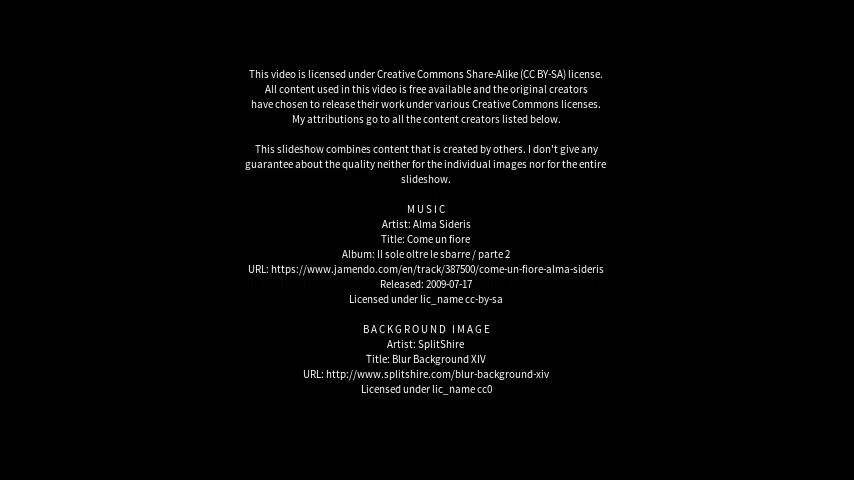 This video is licensed under Creative Commons Share-Alike (CC BY-SA) license.
All content used in this video is free available and the original creators
have chosen to release their work under various Creative Commons licenses.
My attributions go to all the content creators listed below.
This slideshow combines content that is created by others. I don't give any
guarantee about the quality neither for the individual images nor for the entire
slideshow.
MUSIC
Artist: Alma Sideris
Title: Come un fiore
Album: Il sole oltre le sbarre / parte 2
URL: https://www.jamendo.com/en/track/387500/come-un-fiore-alma-sideris
Released: 2009-07-17
Licensed under lic_name cc-by-sa
BACKGROUND IMAGE
Artist: SplitShire
Title: Blur Background XIV
URL: http://www.splitshire.com/blur-background-xiv
Licensed under lic_name cc0